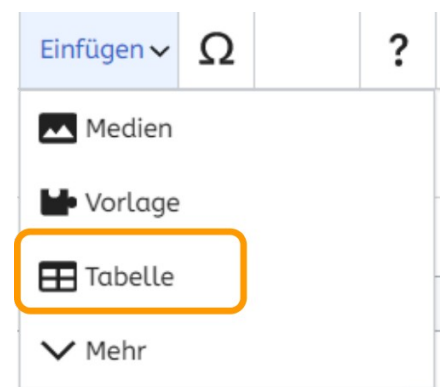 Einfügen Ω ?
Medien
Vorlage
Tabelle
Mehr